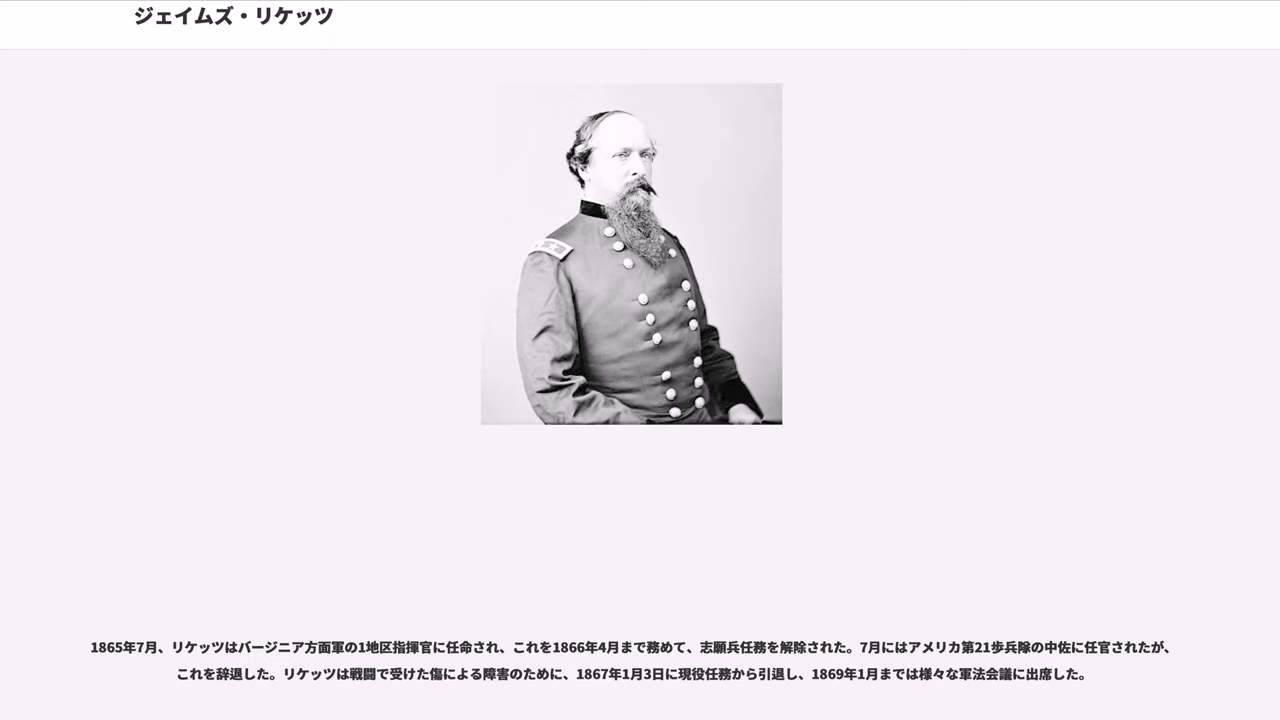 ジェイムズ・リケッツ
1865年7月、リケッツはバージニア方面軍の1地区指揮官に任命され、これを1866年4月まで務めて、志願兵任務を解除された。7月にはアメリカ第21歩兵隊の中佐に任官されたが、
これを辞退した。リケッツは戦闘で受けた傷による障害のために、1867年1月3日に現役任務から引退し、1869年1月までは様々な軍法会議に出席した。